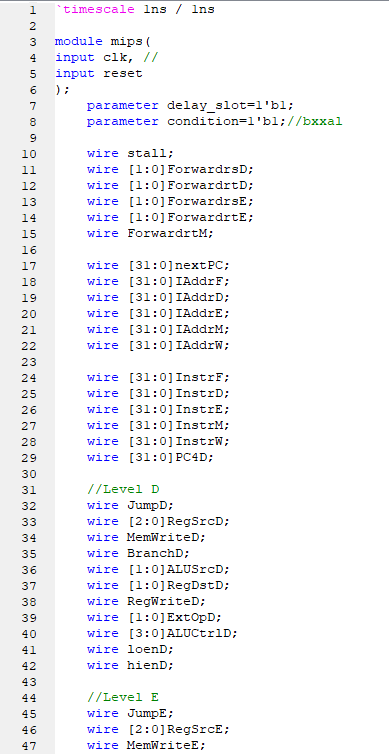 1 `timescale 1ns / 1ns
2
3 module mips(
4 input clk, //
5 input reset
6 );
7 parameter delay_slot=1'b1;
8 parameter condition=1'b1;//bxxal
9
10 wire stall;
11 wire [1:0]ForwardrsD;
12 wire [1:0]ForwardrtD;
13 wire [1:0]ForwardrsE;
14 wire [1:0]ForwardrtE;
15 wire ForwardrtM;
16
17 wire [31:0]nextPC;
18 wire [31:0]IAddrF;
19 wire [31:0]IAddrD;
20 wire [31:0]IAddrE;
21 wire [31:0]IAddrM;
22 wire [31:0]IAddrW;
23
24 wire [31:0]InstrF;
25 wire [31:0]InstrD;
26 wire [31:0]InstrE;
27 wire [31:0]InstrM;
28 wire [31:0]InstrW;
29 wire [31:0]PC4D;
30
31 //Level D
32 wire JumpD;
33 wire [2:0]RegSrcD;
34 wire MemWriteD;
35 wire BranchD;
36 wire [1:0]ALUSrcD;
37 wire [1:0]RegDstD;
38 wire RegWriteD;
39 wire [1:0]ExtOpD;
40 wire [3:0]ALUCtrlD;
41 wire loenD;
42 wire hienD;
43
44 //Level E
45 wire JumpE;
46 wire [2:0]RegSrcE;
47 wire MemWriteE;